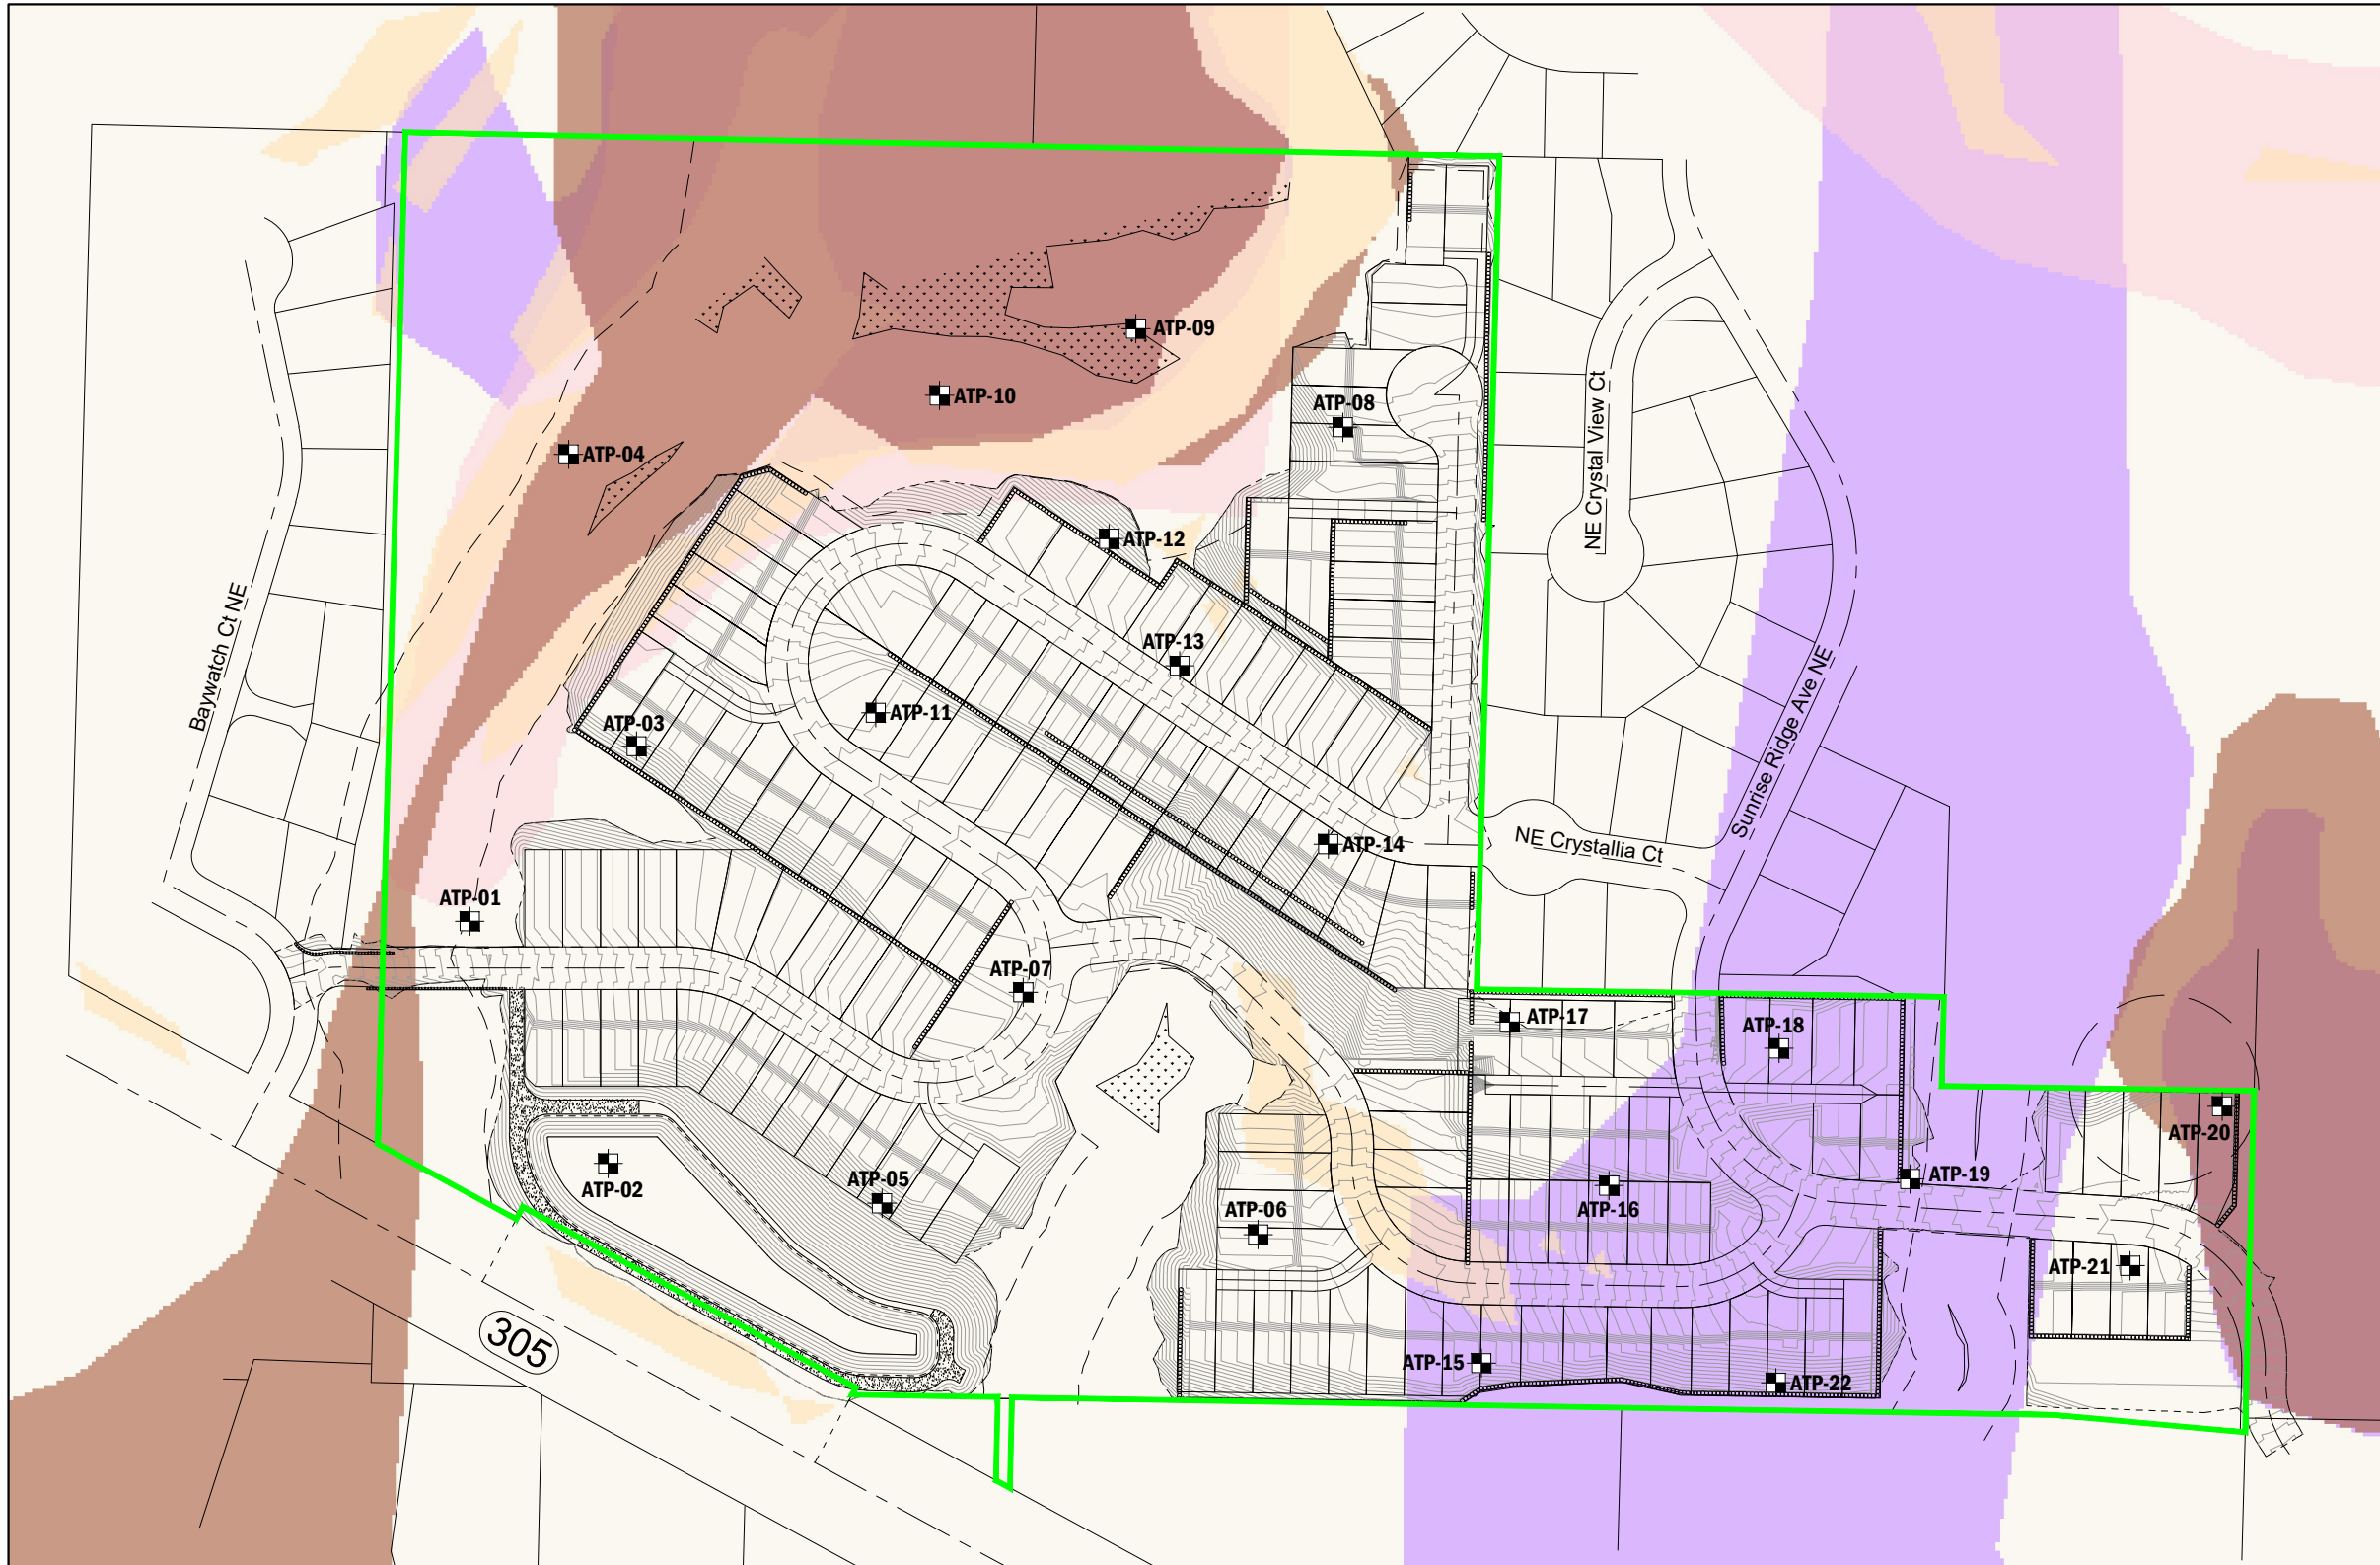 ATP-09
ATP-10
ATP-08
ATP-04
NE Crystal View Ct
ATP-12
Baywatch Ct NE
ATP-13
Sunrise Ridge Ave NE
ATP-11
ATP-03
ATP-14
NE Crystallia Ct
ATP-01
ATP-07
ATP-17
ATP-18
ATP-20
ATP-02
ATP-05
ATP-19
ATP-06
ATP-16
ATP-21
305
ATP-15
ATP-22